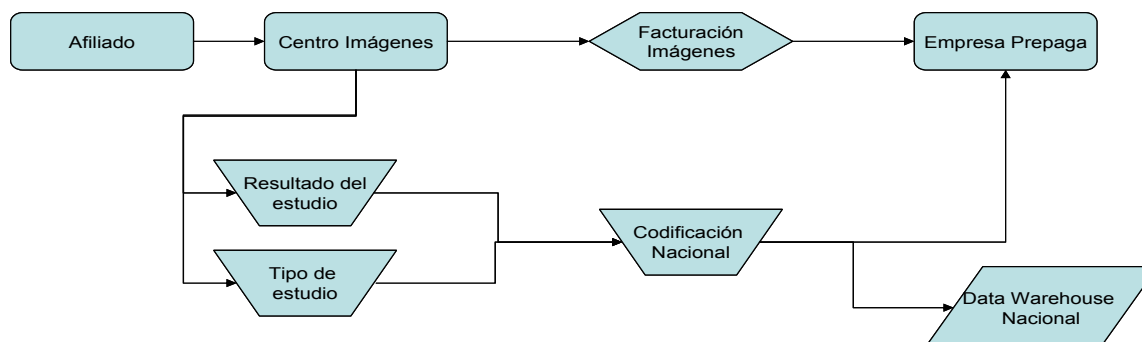 Afiliado
Centro Imágenes
Facturación
Imágenes
Empresa Prepaga
Resultado del
estudio
Codificación
Nacional
Tipo de
estudio
Data Warehouse
Nacional